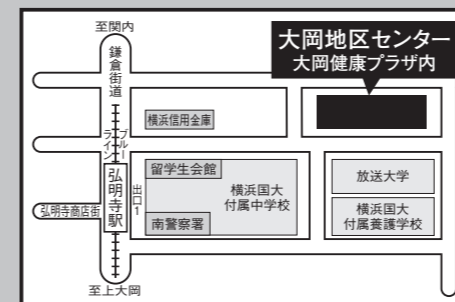 至関内
大岡地区センター
大岡健康プラザ内
鎌倉街道
横浜信用金庫
ブルーライン
留学生会館
放送大学
弘明寺駅
出口1
横浜国大
付属中学校
弘明寺商店街
南警察署
横浜国大
付属養護学校
至上大岡